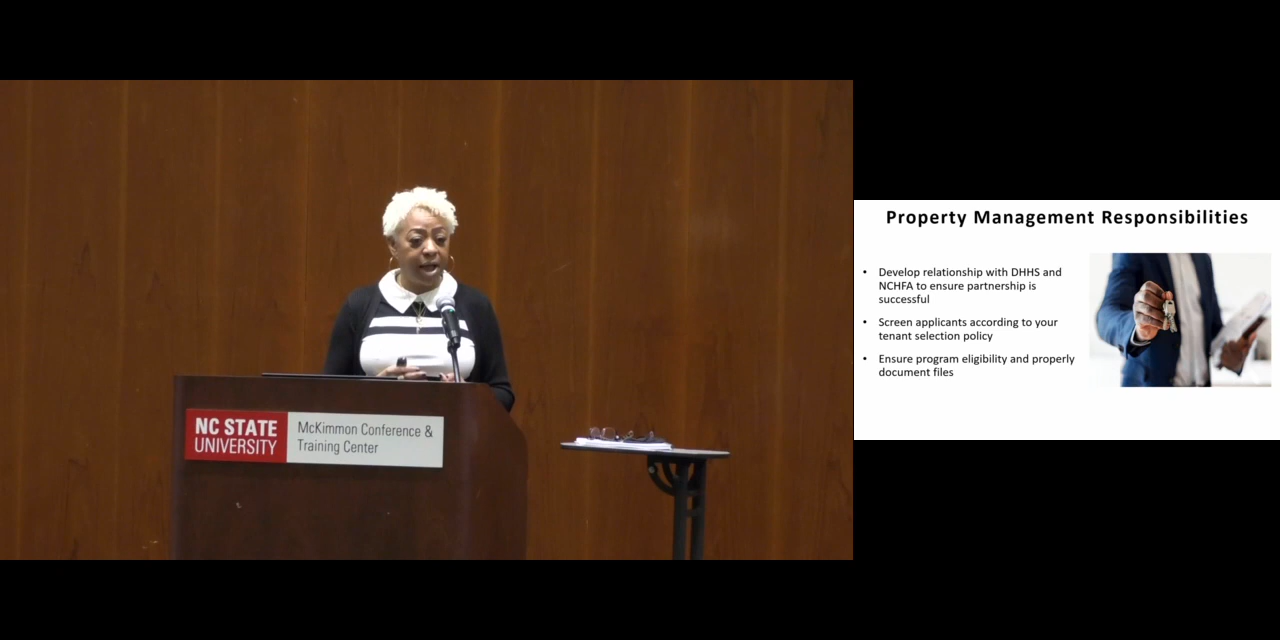 NC STATE
UNIVERSITY
McKimmon Conference &
Training Center
Property Management Responsibilities
• Develop relationship with DHHS and
NCHFA to ensure partnership is
successful
• Screen applicants according to your
tenant selection policy
• Ensure program eligibility and properly
document files